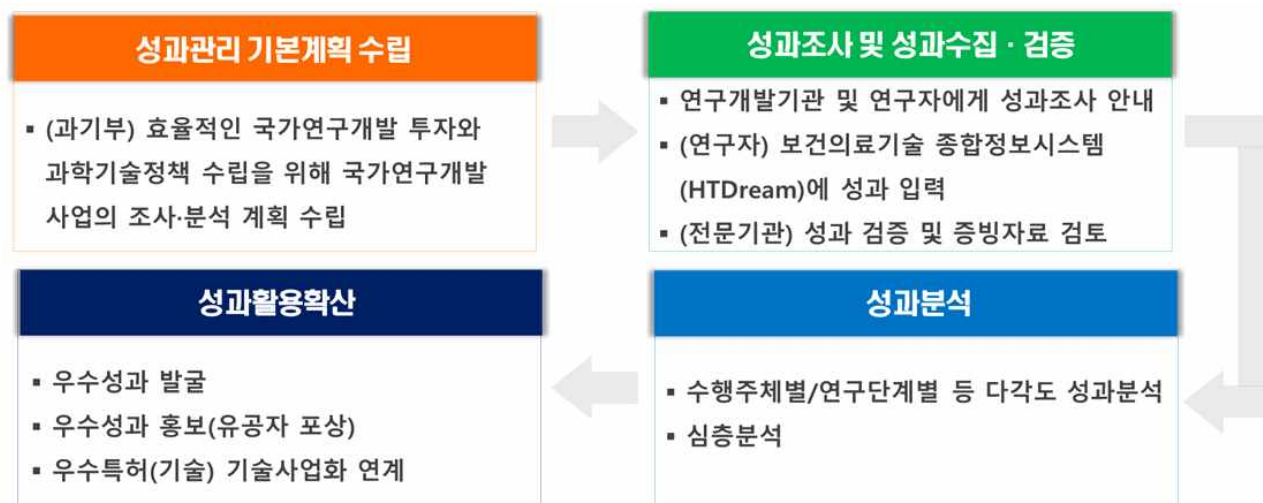 성과관리 기본계획 수립
▪ (과기부) 효율적인 국가연구개발 투자와
과학기술정책 수립을 위해 국가연구개발
사업의 조사·분석 계획 수립
성과조사 및 성과수집 · 검증
▪ 연구개발기관 및 연구자에게 성과조사 안내
▪ (연구자) 보건의료기술 종합정보시스템
(HTDream)에 성과 입력
▪ (전문기관) 성과 검증 및 증빙자료 검토
성과분석
▪ 수행주체별/연구단계별 등 다각도 성과분석
▪ 심층분석
성과활용확산
▪ 우수성과 발굴
▪ 우수성과 홍보(유공자 포상)
▪ 우수특허(기술) 기술사업화 연계